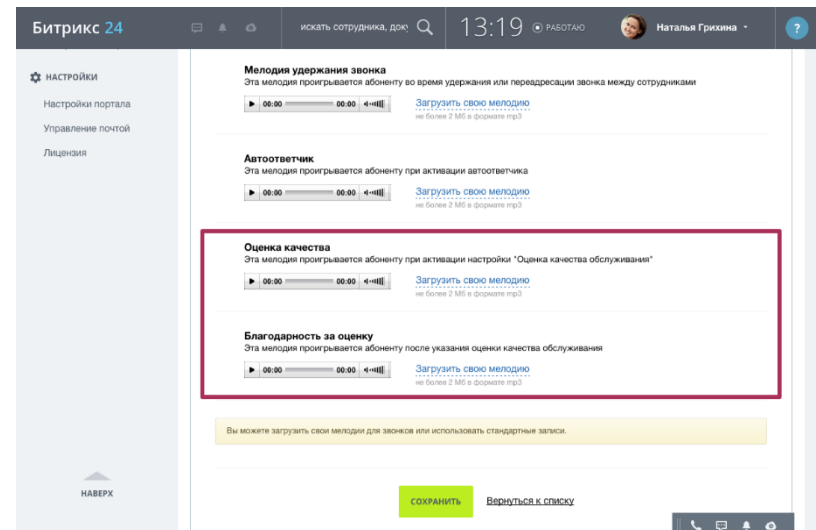 Битрикс 24
искать сотрудника, док
13:19
РАБОТАЮ
Наталья Грихина
?
НАСТРОЙКИ
Настройки портала
Управление почтой
Лицензия
Мелодия удержания звонка
Эта мелодия проигрывается абоненту во время удержания или переадресации звонка между сотрудниками
00:00 00:00
Загрузить свою мелодию
не более 2 Мб в формате mp3
Автоответчик
Эта мелодия проигрывается абоненту при активации автоответчика
00:00 00:00
Загрузить свою мелодию
не более 2 Мб в формате mp3
Оценка качества
Эта мелодия проигрывается абоненту при активации настройки "Оценка качества обслуживания"
00:00 00:00
Загрузить свою мелодию
не более 2 Мб в формате mp3
Благодарность за оценку
Эта мелодия проигрывается абоненту после указания оценки качества обслуживания
00:00 00:00
Загрузить свою мелодию
не более 2 Мб в формате mp3
Вы можете загрузить свои мелодии для звонков или использовать стандартные записи.
НАВЕРХ
СОХРАНИТЬ
Вернуться к списку